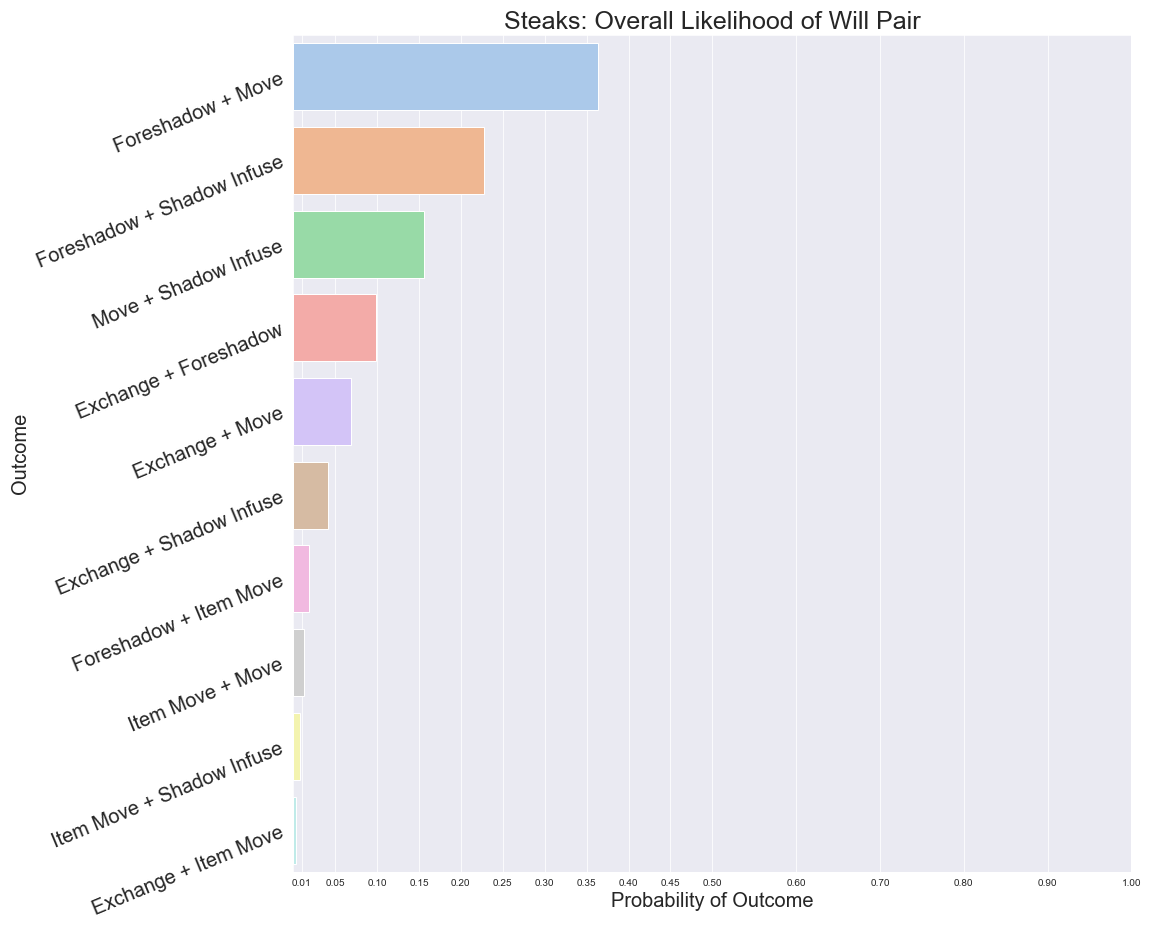 Steaks: Overall Likelihood of Will Pair
Outcome
Foreshadow + Move
Foreshadow + Shadow Infuse
Move + Shadow Infuse
Exchange + Foreshadow
Exchange + Move
Exchange + Shadow Infuse
Foreshadow + Item Move
Item Move + Move
Item Move + Shadow Infuse
Exchange + Item Move
0.01 0.05 0.10 0.15 0.20 0.25 0.30 0.35 0.40 0.45 0.50 0.60 0.70 0.80 0.90 1.00
Probability of Outcome